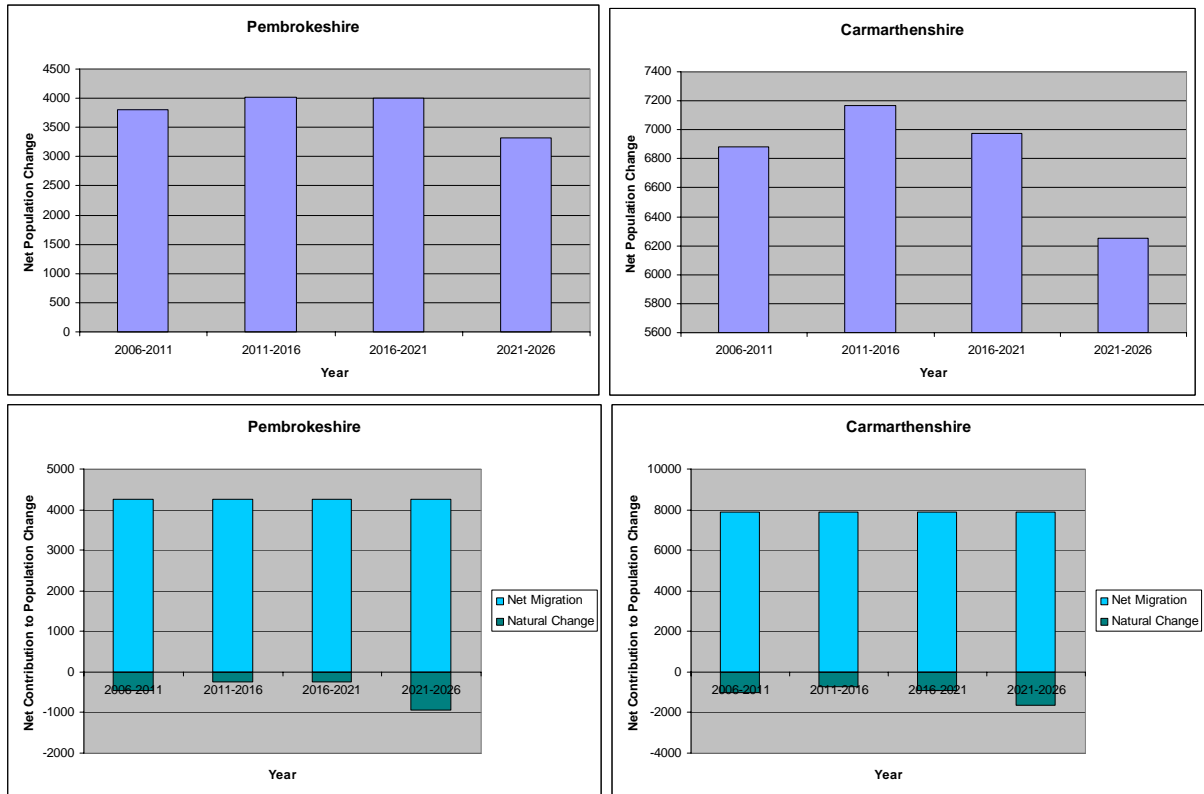 Pembrokeshire
Net Population Change
4500
4000
3500
3000
2500
2000
1500
1000
500
0
2006-2011 2011-2016 2016-2021 2021-2026
Year
Carmarthenshire
Net Population Change
7400
7200
7000
6800
6600
6400
6200
6000
5800
5600
2006-2011 2011-2016 2016-2021 2021-2026
Year
Pembrokeshire
Net Contribution to Population Change
5000
4000
3000
2000
1000
0
-1000
-2000
2006-2011 2011-2016 2016-2021 2021-2026
Year
Net Migration
Natural Change
Carmarthenshire
Net Contribution to Population Change
10000
8000
6000
4000
2000
0
-2000
-4000
2006-2011 2011-2016 2016-2021 2021-2026
Year
Net Migration
Natural Change